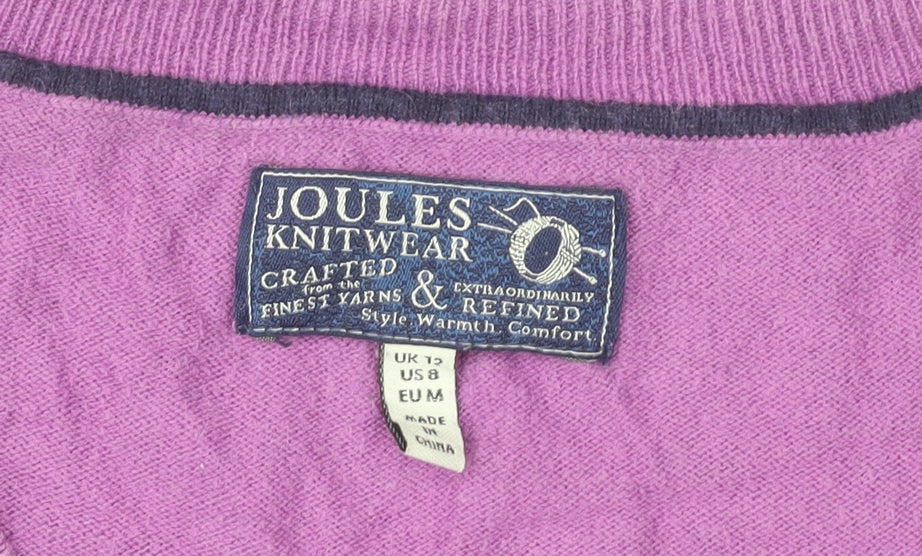 JOULES
KNITWEAR
CRAFTED
from the
FINEST YARNS
&
EXTRAORDINARILY
REFINED
Style. Warmth. Comfort.
UK 12
US 8
EU M
MADE
IN
CHINA